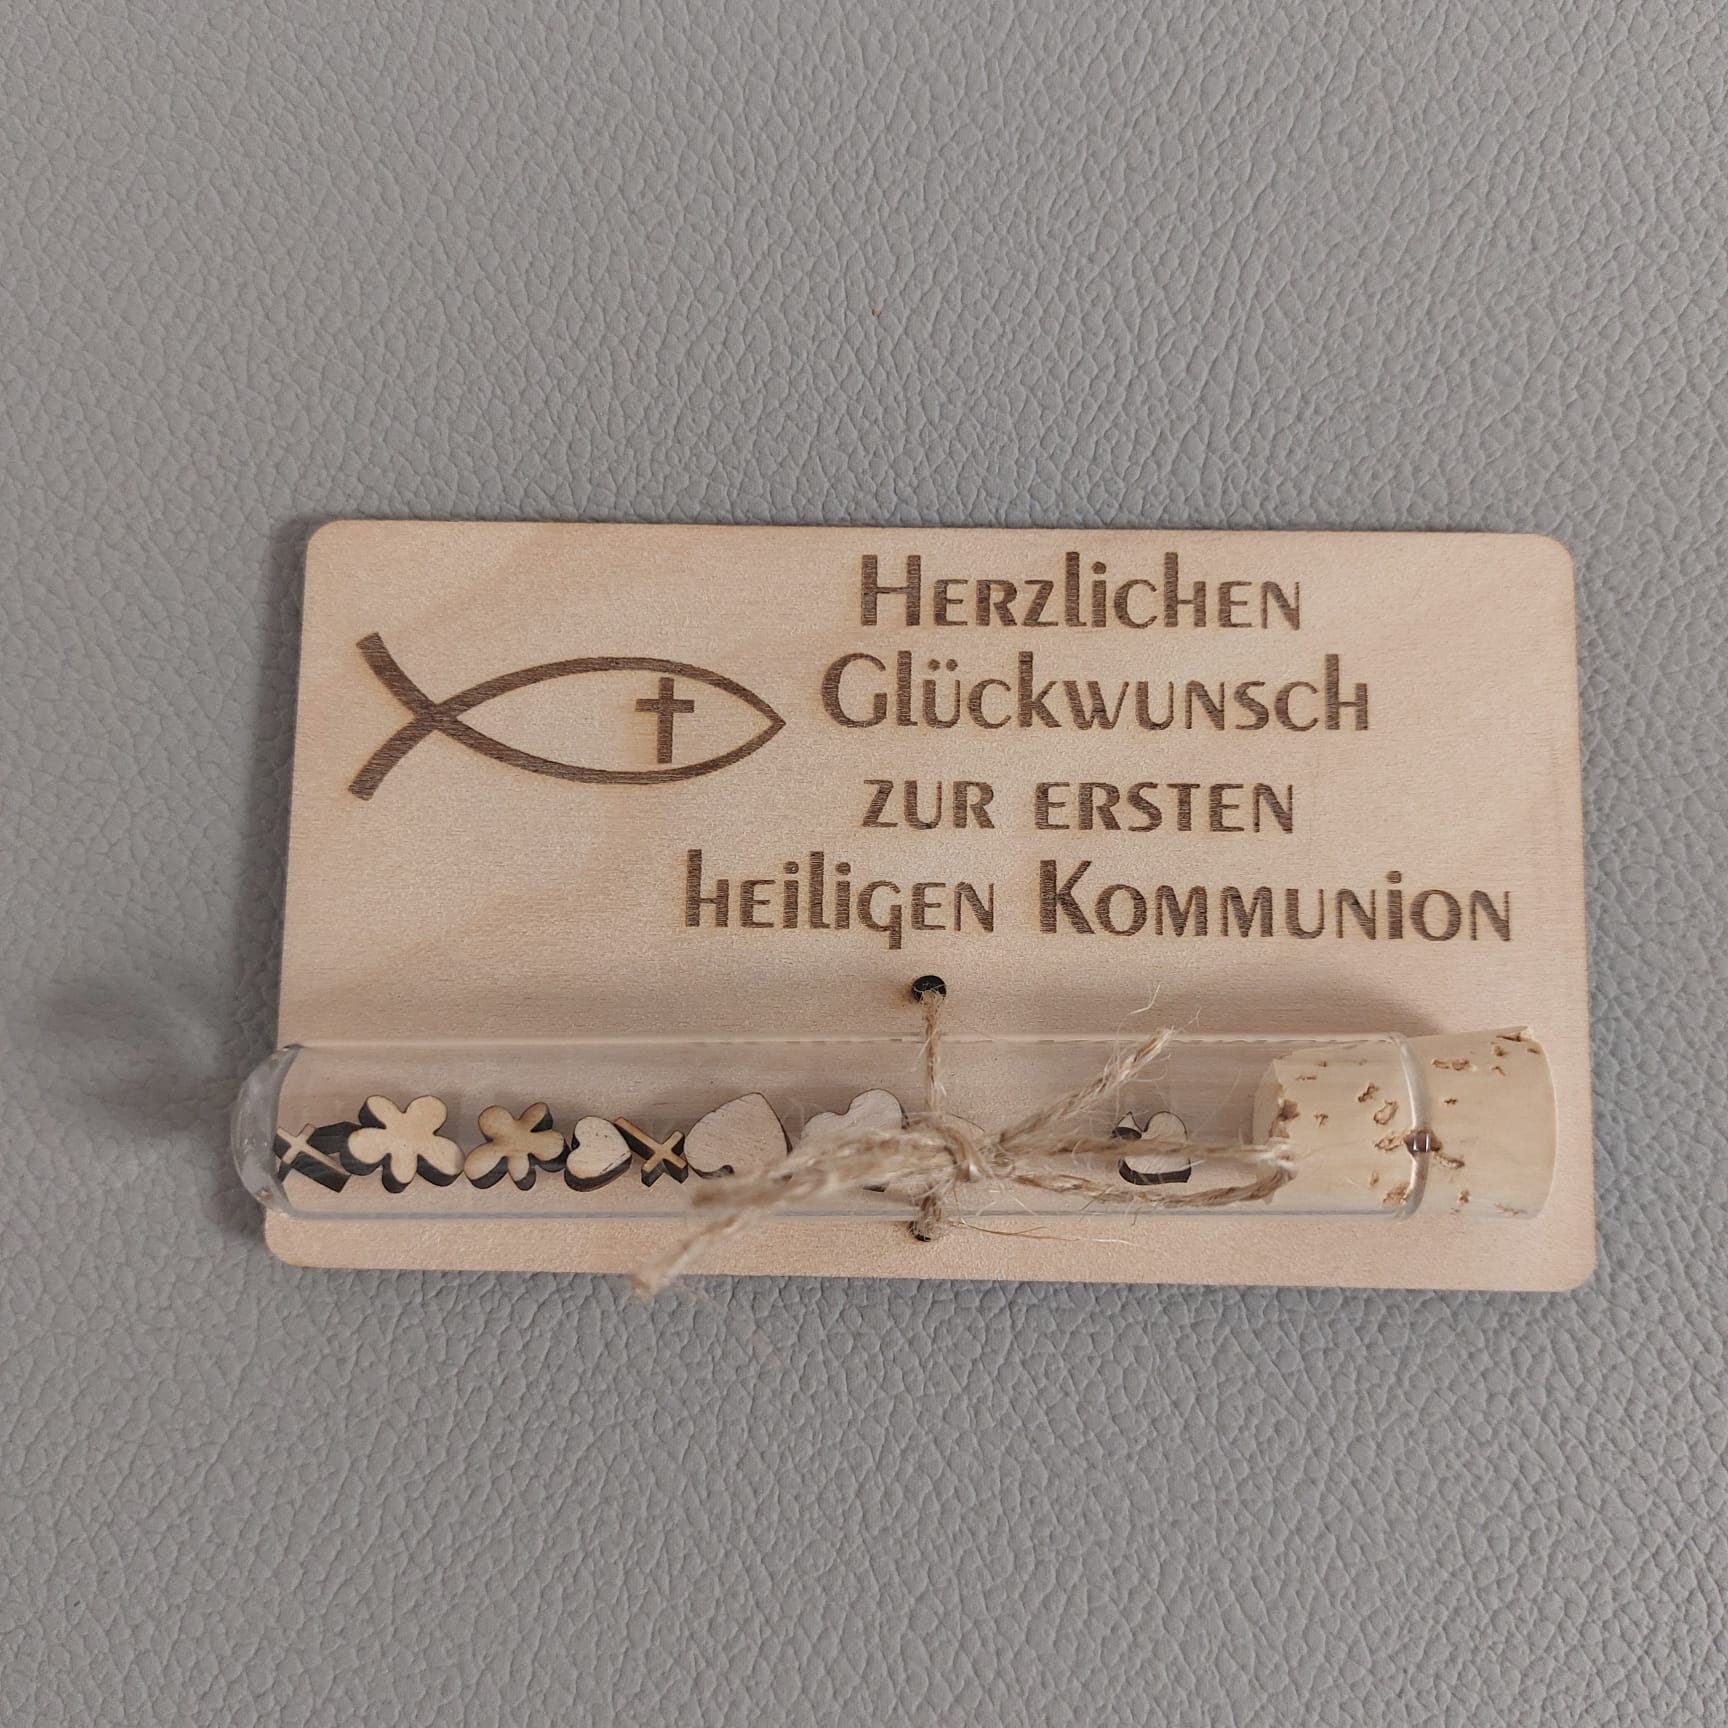 Herzlichen
Glückwunsch
zur ersten
heiligen Kommunion